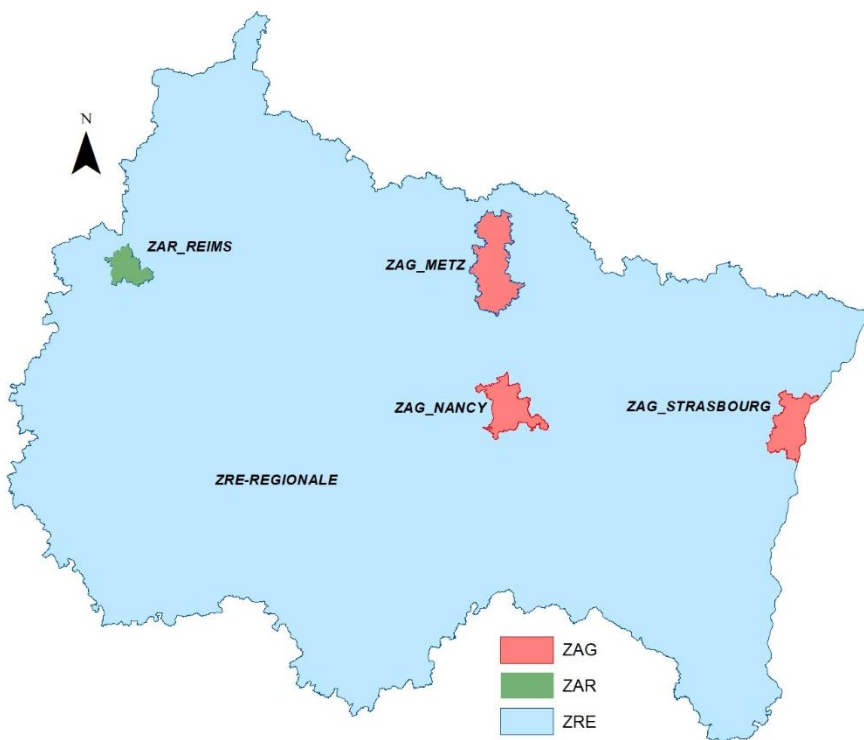 N
ZAR_REIMS
ZAG_METZ
ZAG_NANCY
ZAG_STRASBOURG
ZRE-REGIONALE
ZAG
ZAR
ZRE